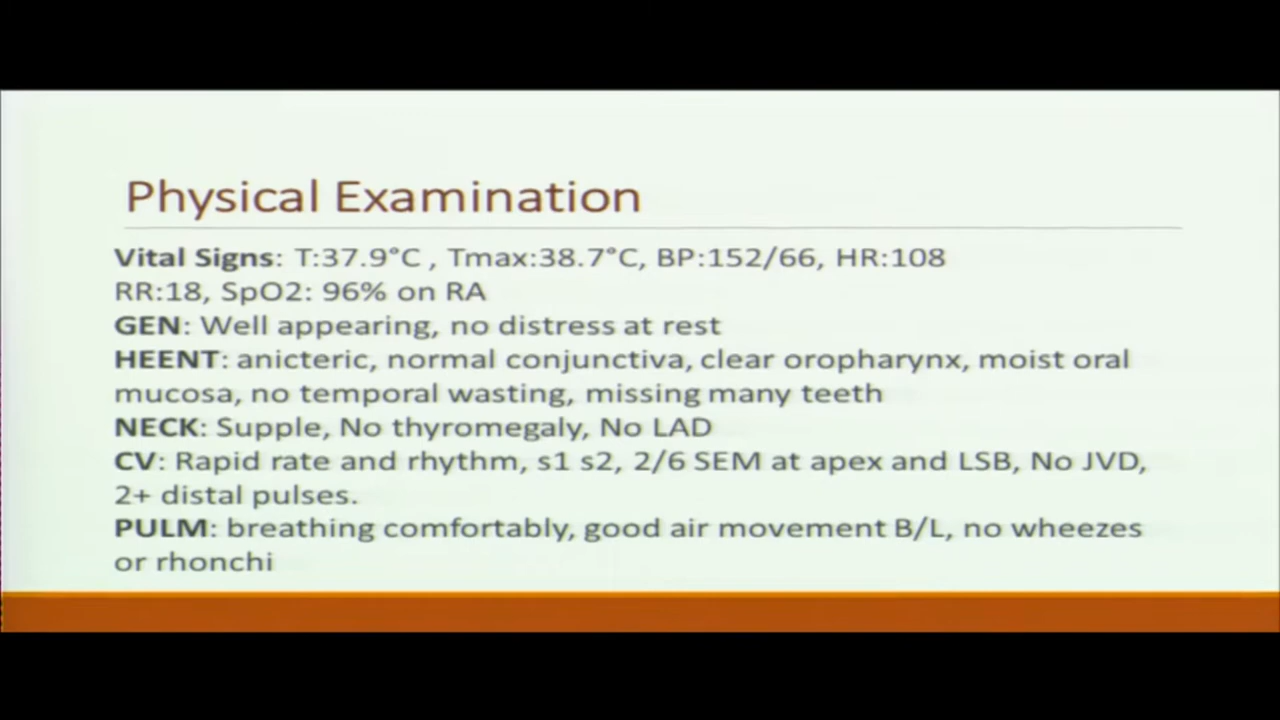 Physical Examination
Vital Signs: T:37.9°C , Tmax:38.7°C, BP:152/66, HR:108
RR:18, SpO2: 96% on RA
GEN: Well appearing, no distress at rest
HEENT: anicteric, normal conjunctiva, clear oropharynx, moist oral
mucosa, no temporal wasting, missing many teeth
NECK: Supple, No thyromegaly, No LAD
CV: Rapid rate and rhythm, s1 s2, 2/6 SEM at apex and LSB, No JVD,
2+ distal pulses.
PULM: breathing comfortably, good air movement B/L, no wheezes
or rhonchi